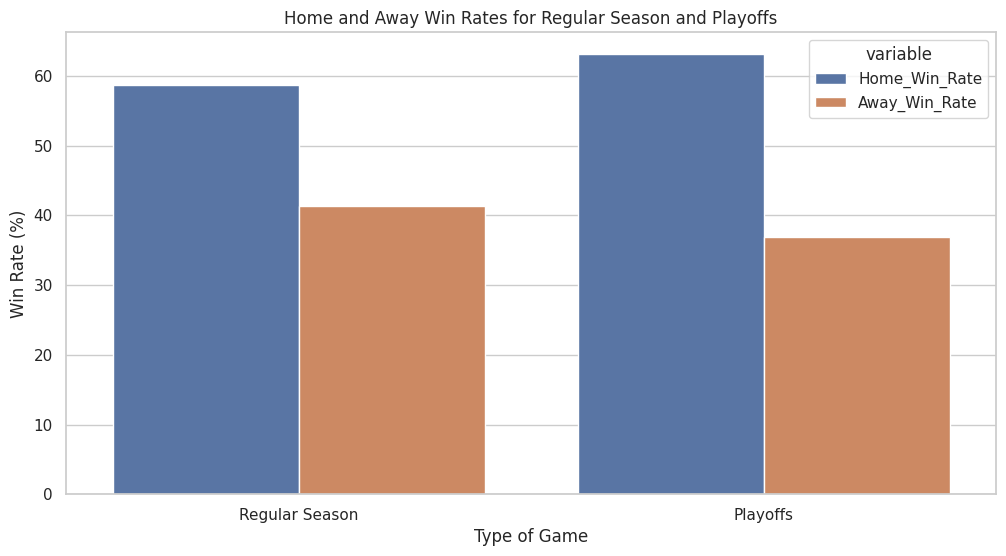 Home and Away Win Rates for Regular Season and Playoffs
variable
Home_Win_Rate
Away_Win_Rate
Win Rate (%)
60
50
40
30
20
10
0
Regular Season
Playoffs
Type of Game